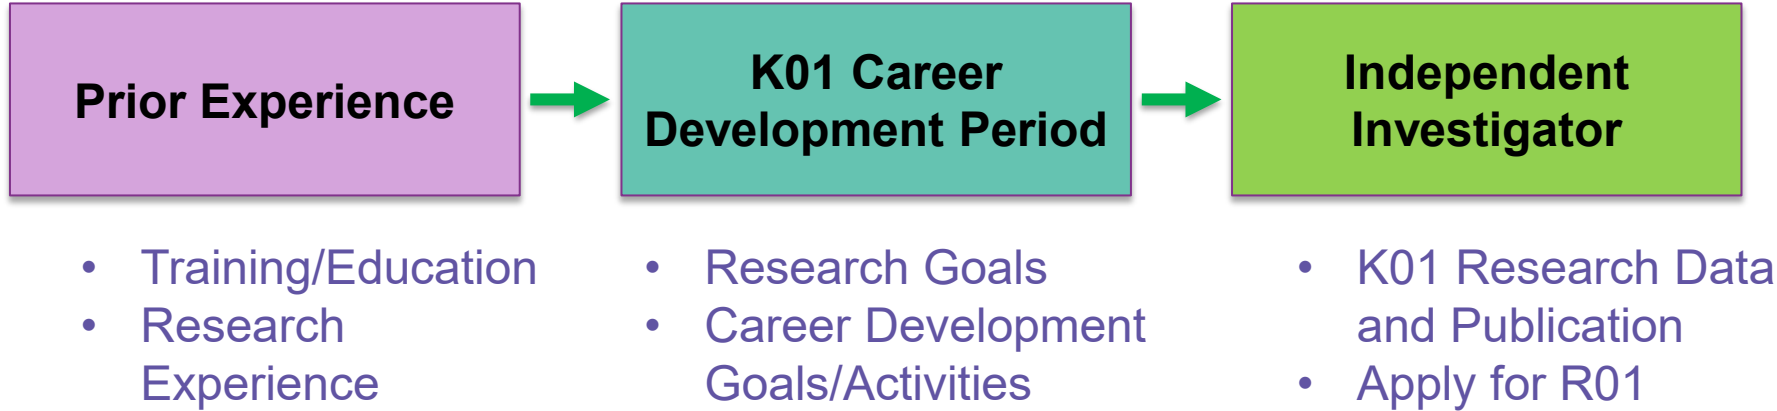 Prior Experience
K01 Career
Development Period
Independent
Investigator
• Training/Education
• Research
Experience
• Research Goals
• Career Development
Goals/Activities
• K01 Research Data
and Publication
• Apply for R01